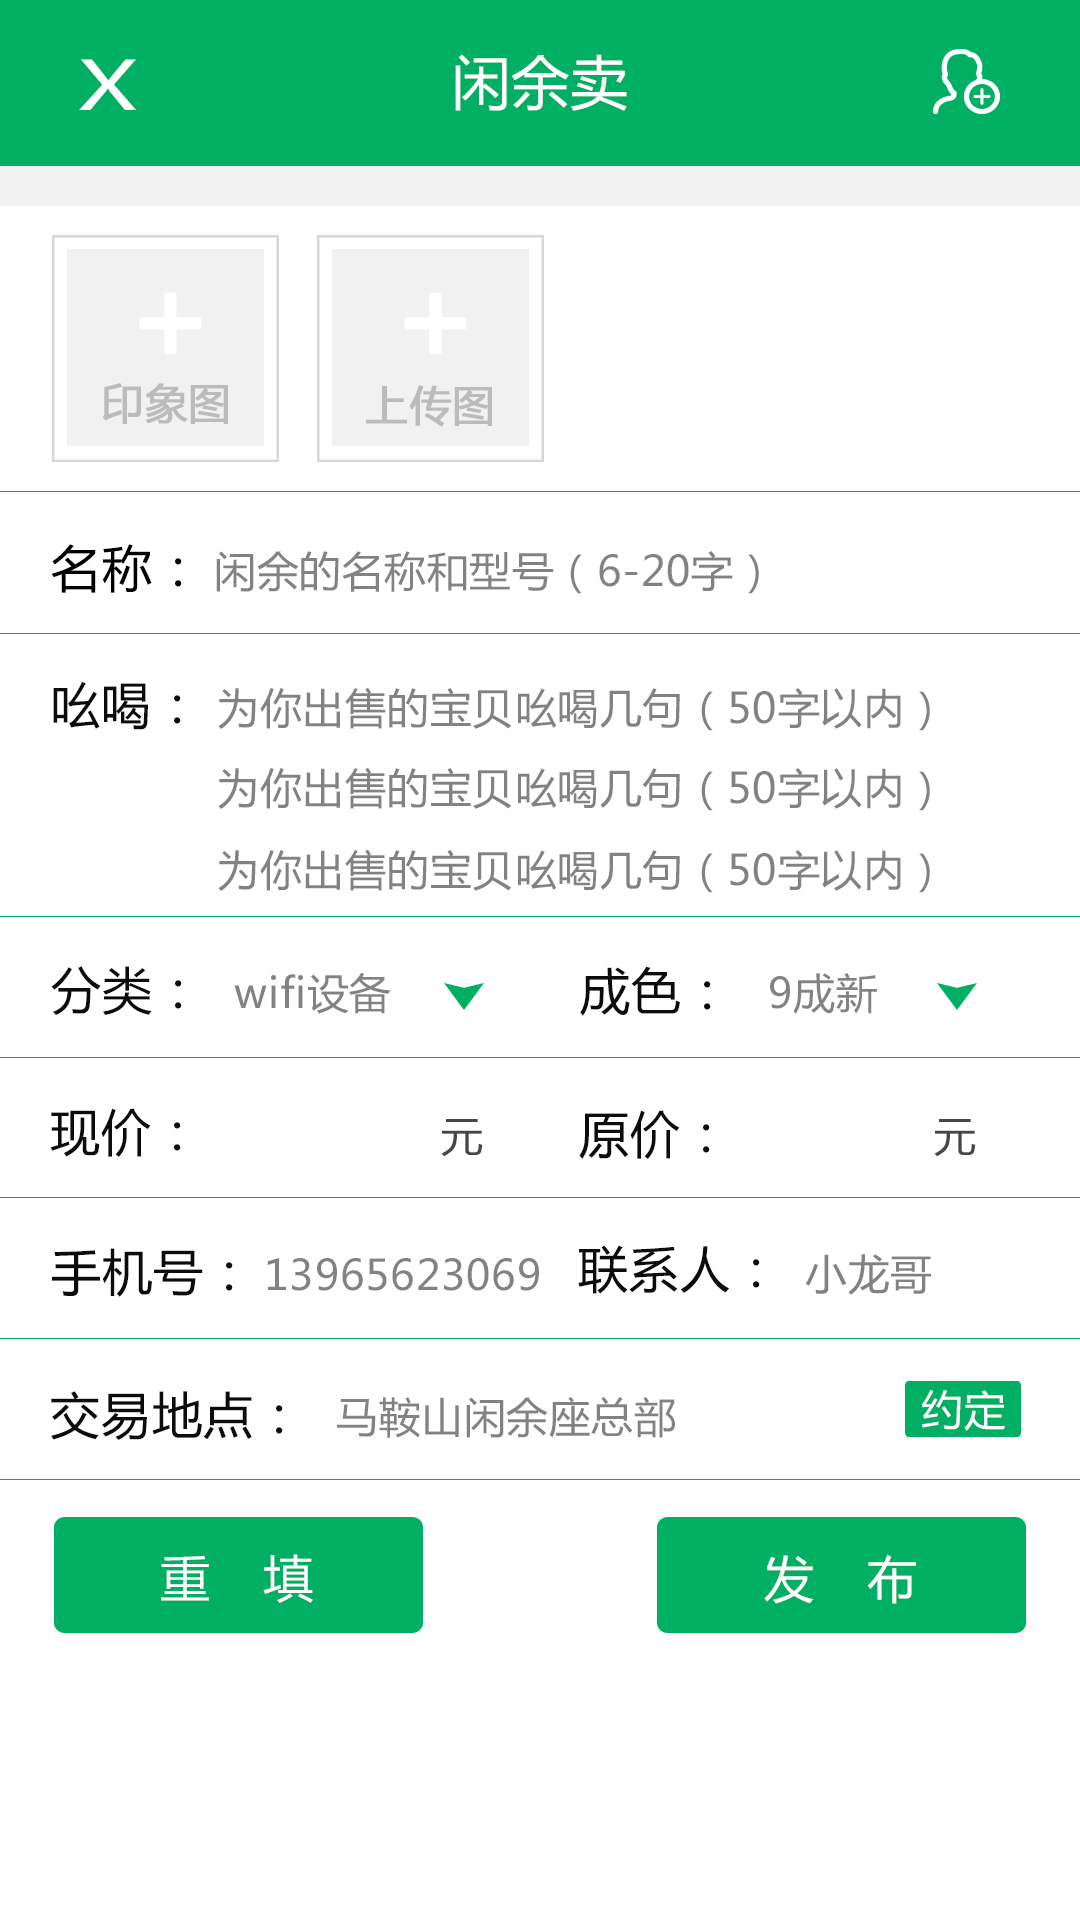 X 闲余卖
印象图 上传图
名称： 闲余的名称和型号（6-20字）
吆喝： 为你出售的宝贝吆喝几句（50字以内）
为你出售的宝贝吆喝几句（50字以内）
为你出售的宝贝吆喝几句（50字以内）
分类： wifi设备 成色： 9成新
现价： 元 原价： 元
手机号： 13965623069 联系人： 小龙哥
交易地点： 马鞍山闲余座总部 约定
重 填 发 布